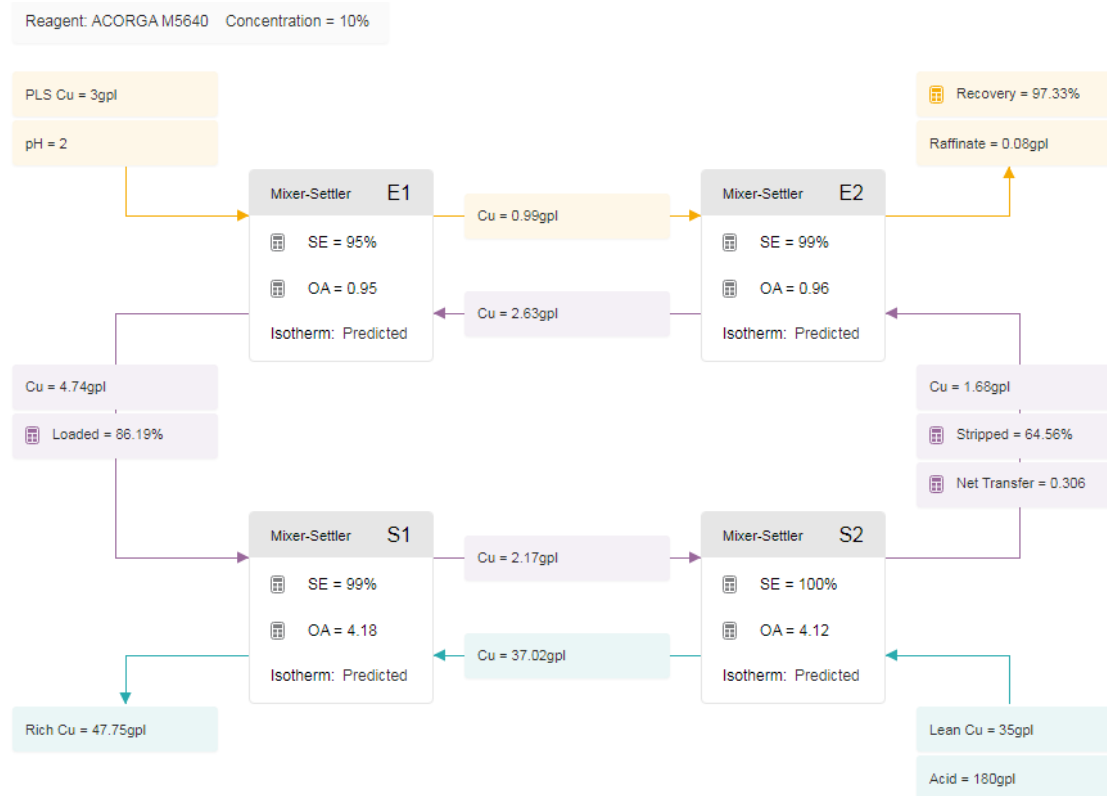 Reagent: ACORGA M5640 Concentration = 10%
PLS Cu = 3gpl
pH = 2
Recovery = 97.33%
Raffinate = 0.08gpl
Mixer-Settler E1
SE = 95%
OA = 0.95
Isotherm: Predicted
Cu = 0.99gpl
Cu = 2.63gpl
Mixer-Settler E2
SE = 99%
OA = 0.96
Isotherm: Predicted
Cu = 4.74gpl
Loaded = 86.19%
Cu = 1.68gpl
Stripped = 64.56%
Net Transfer = 0.306
Mixer-Settler S1
SE = 99%
OA = 4.18
Isotherm: Predicted
Cu = 2.17gpl
Cu = 37.02gpl
Mixer-Settler S2
SE = 100%
OA = 4.12
Isotherm: Predicted
Rich Cu = 47.75gpl
Lean Cu = 35gpl
Acid = 180gpl